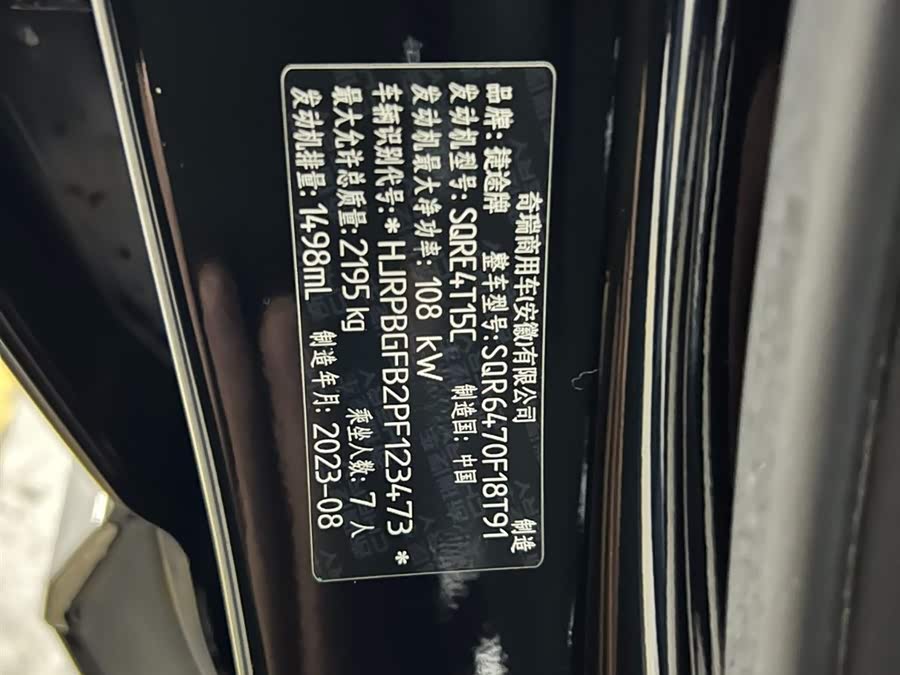 奇瑞商用车(安徽)有限公司 制造
品牌:捷途牌 整车型号:SQR6470F18T91
发动机型号:SQRE4T15C 制造国:中国
发动机最大净功率:108 kW
车辆识别代号:*HJRPBGFB2PF123473*
最大允许总质量:2195 kg 乘坐人数:7人
发动机排量:1498mL 制造年月:2023-08